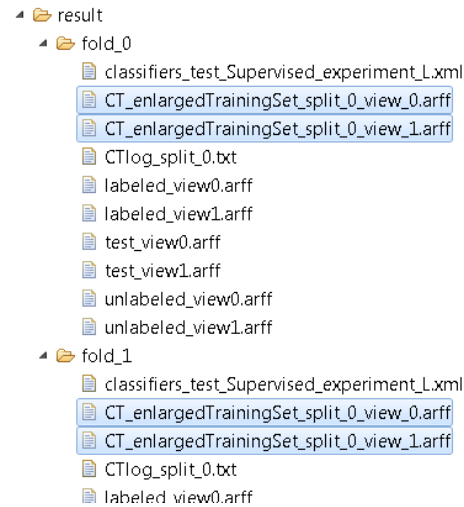 result
fold_0
classifiers_test_Supervised_experiment_L.xml
CT_enlargedTrainingSet_split_0_view_0.arff
CT_enlargedTrainingSet_split_0_view_1.arff
CTlog_split_0.txt
labeled_view0.arff
labeled_view1.arff
test_view0.arff
test_view1.arff
unlabeled_view0.arff
unlabeled_view1.arff
fold_1
classifiers_test_Supervised_experiment_L.xml
CT_enlargedTrainingSet_split_0_view_0.arff
CT_enlargedTrainingSet_split_0_view_1.arff
CTlog_split_0.txt
labeled_view0.arff